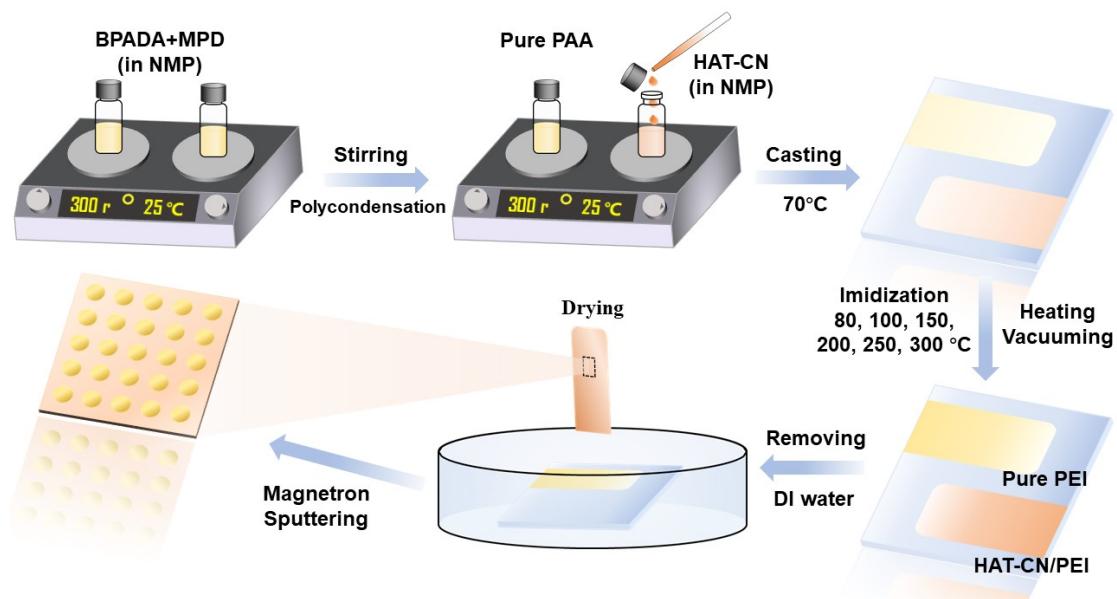 BPADA+MPD
(in NMP)
300 r 25 ℃
Stirring
Polycondensation
Pure PAA
HAT-CN
(in NMP)
300 r 25 ℃
Casting
70°C
Imidization
80, 100, 150,
200, 250, 300 °C
Heating
Vacuuming
Pure PEI
HAT-CN/PEI
Removing
DI water
Drying
Magnetron
Sputtering